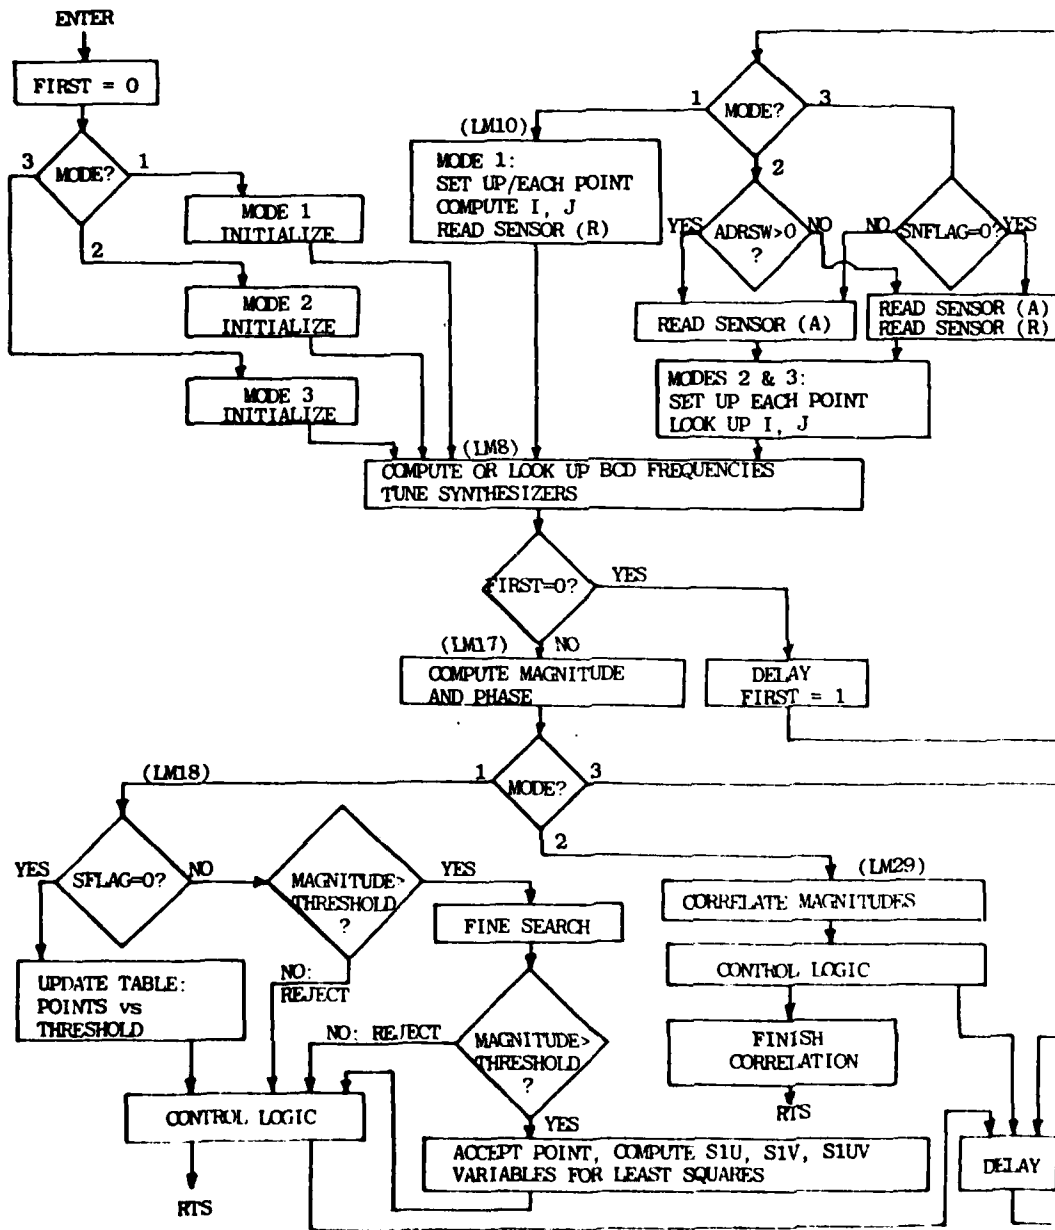 ENTER
FIRST = 0
MODE?
3
1
2
MODE 1
INITIALIZE
MODE 2
INITIALIZE
MODE 3
INITIALIZE
(LM10)
MODE 1:
SET UP/EACH POINT
COMPUTE I, J
READ SENSOR (R)
MODE?
1
3
2
ADRSW>0
?
YES
NO
SNFLAG=0?
NO
YES
READ SENSOR (A)
READ SENSOR (A)
READ SENSOR (R)
MODES 2 & 3:
SET UP EACH POINT
LOOK UP I, J
(LM8)
COMPUTE OR LOOK UP BCD FREQUENCIES
TUNE SYNTHESIZERS
FIRST=0?
YES
NO
(LM17)
COMPUTE MAGNITUDE
AND PHASE
DELAY
FIRST = 1
MODE?
1
3
2
(LM18)
SFLAG=0?
YES
NO
MAGNITUDE>
THRESHOLD
?
YES
NO:
REJECT
FINE SEARCH
UPDATE TABLE:
POINTS vs
THRESHOLD
MAGNITUDE>
THRESHOLD
?
NO: REJECT
YES
CONTROL LOGIC
RTS
ACCEPT POINT, COMPUTE S1U, S1V, S1UV
VARIABLES FOR LEAST SQUARES
(LM29)
CORRELATE MAGNITUDES
CONTROL LOGIC
FINISH
CORRELATION
RTS
DELAY